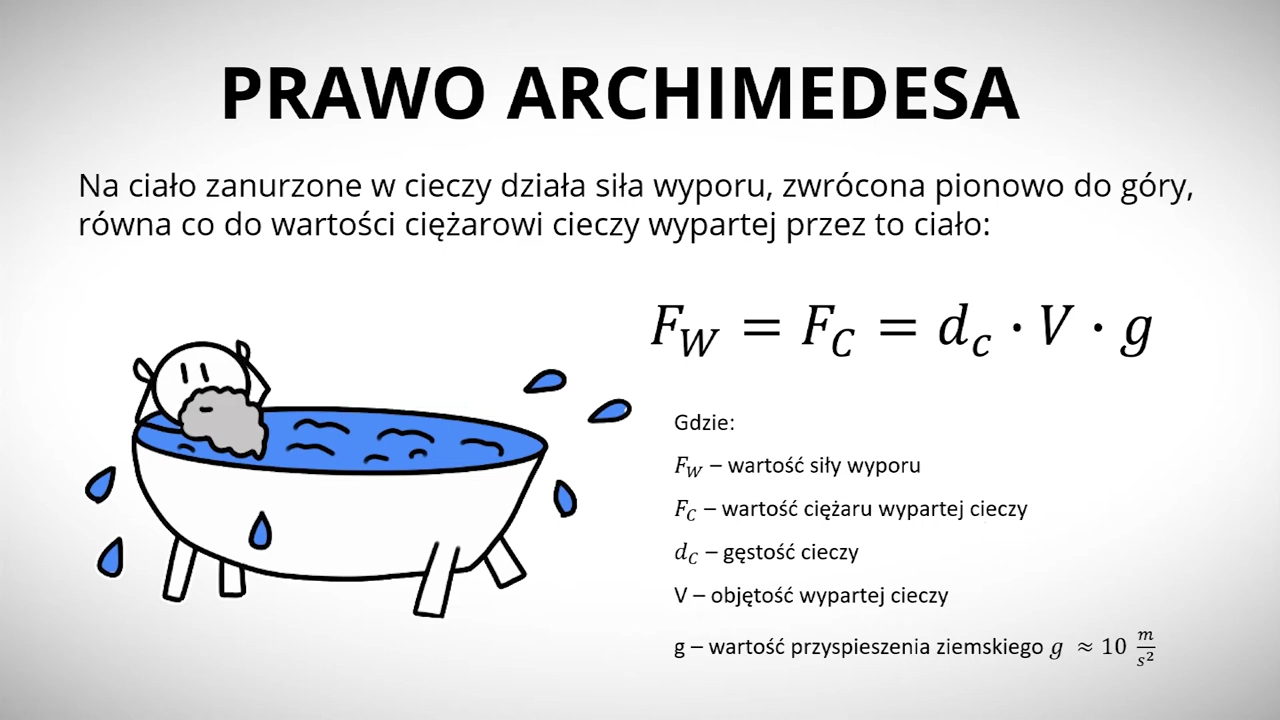 PRAWO ARCHIMEDESA
Na ciało zanurzone w cieczy działa siła wyporu, zwrócona pionowo do góry,
równa co do wartości ciężarowi cieczy wypartej przez to ciało:
F_W = F_C = d_c · V · g
Gdzie:
F_W – wartość siły wyporu
F_C – wartość ciężaru wypartej cieczy
d_C – gęstość cieczy
V – objętość wypartej cieczy
g – wartość przyspieszenia ziemskiego g ≈ 10 m/s²